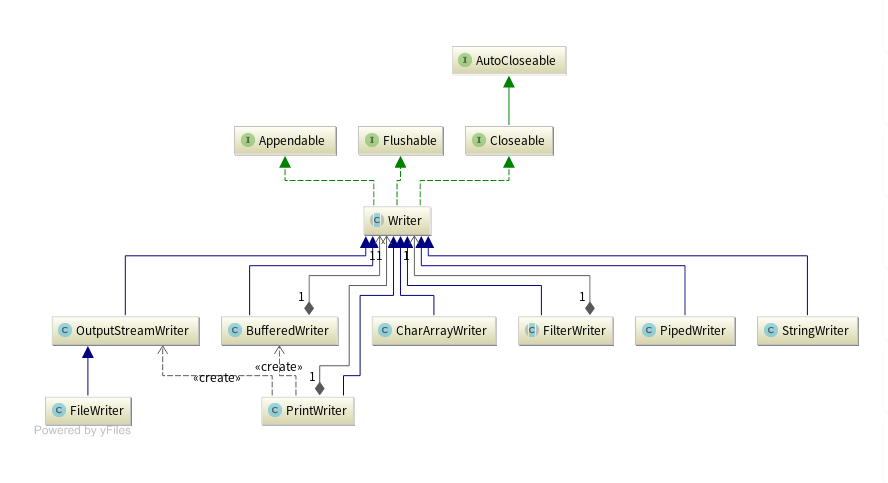 I AutoCloseable
I Appendable
I Flushable
I Closeable
C Writer
11
1
1
1
C OutputStreamWriter
C BufferedWriter
C CharArrayWriter
C FilterWriter
C PipedWriter
C StringWriter
«create»
«create»
1
C FileWriter
C PrintWriter
Powered by yFiles